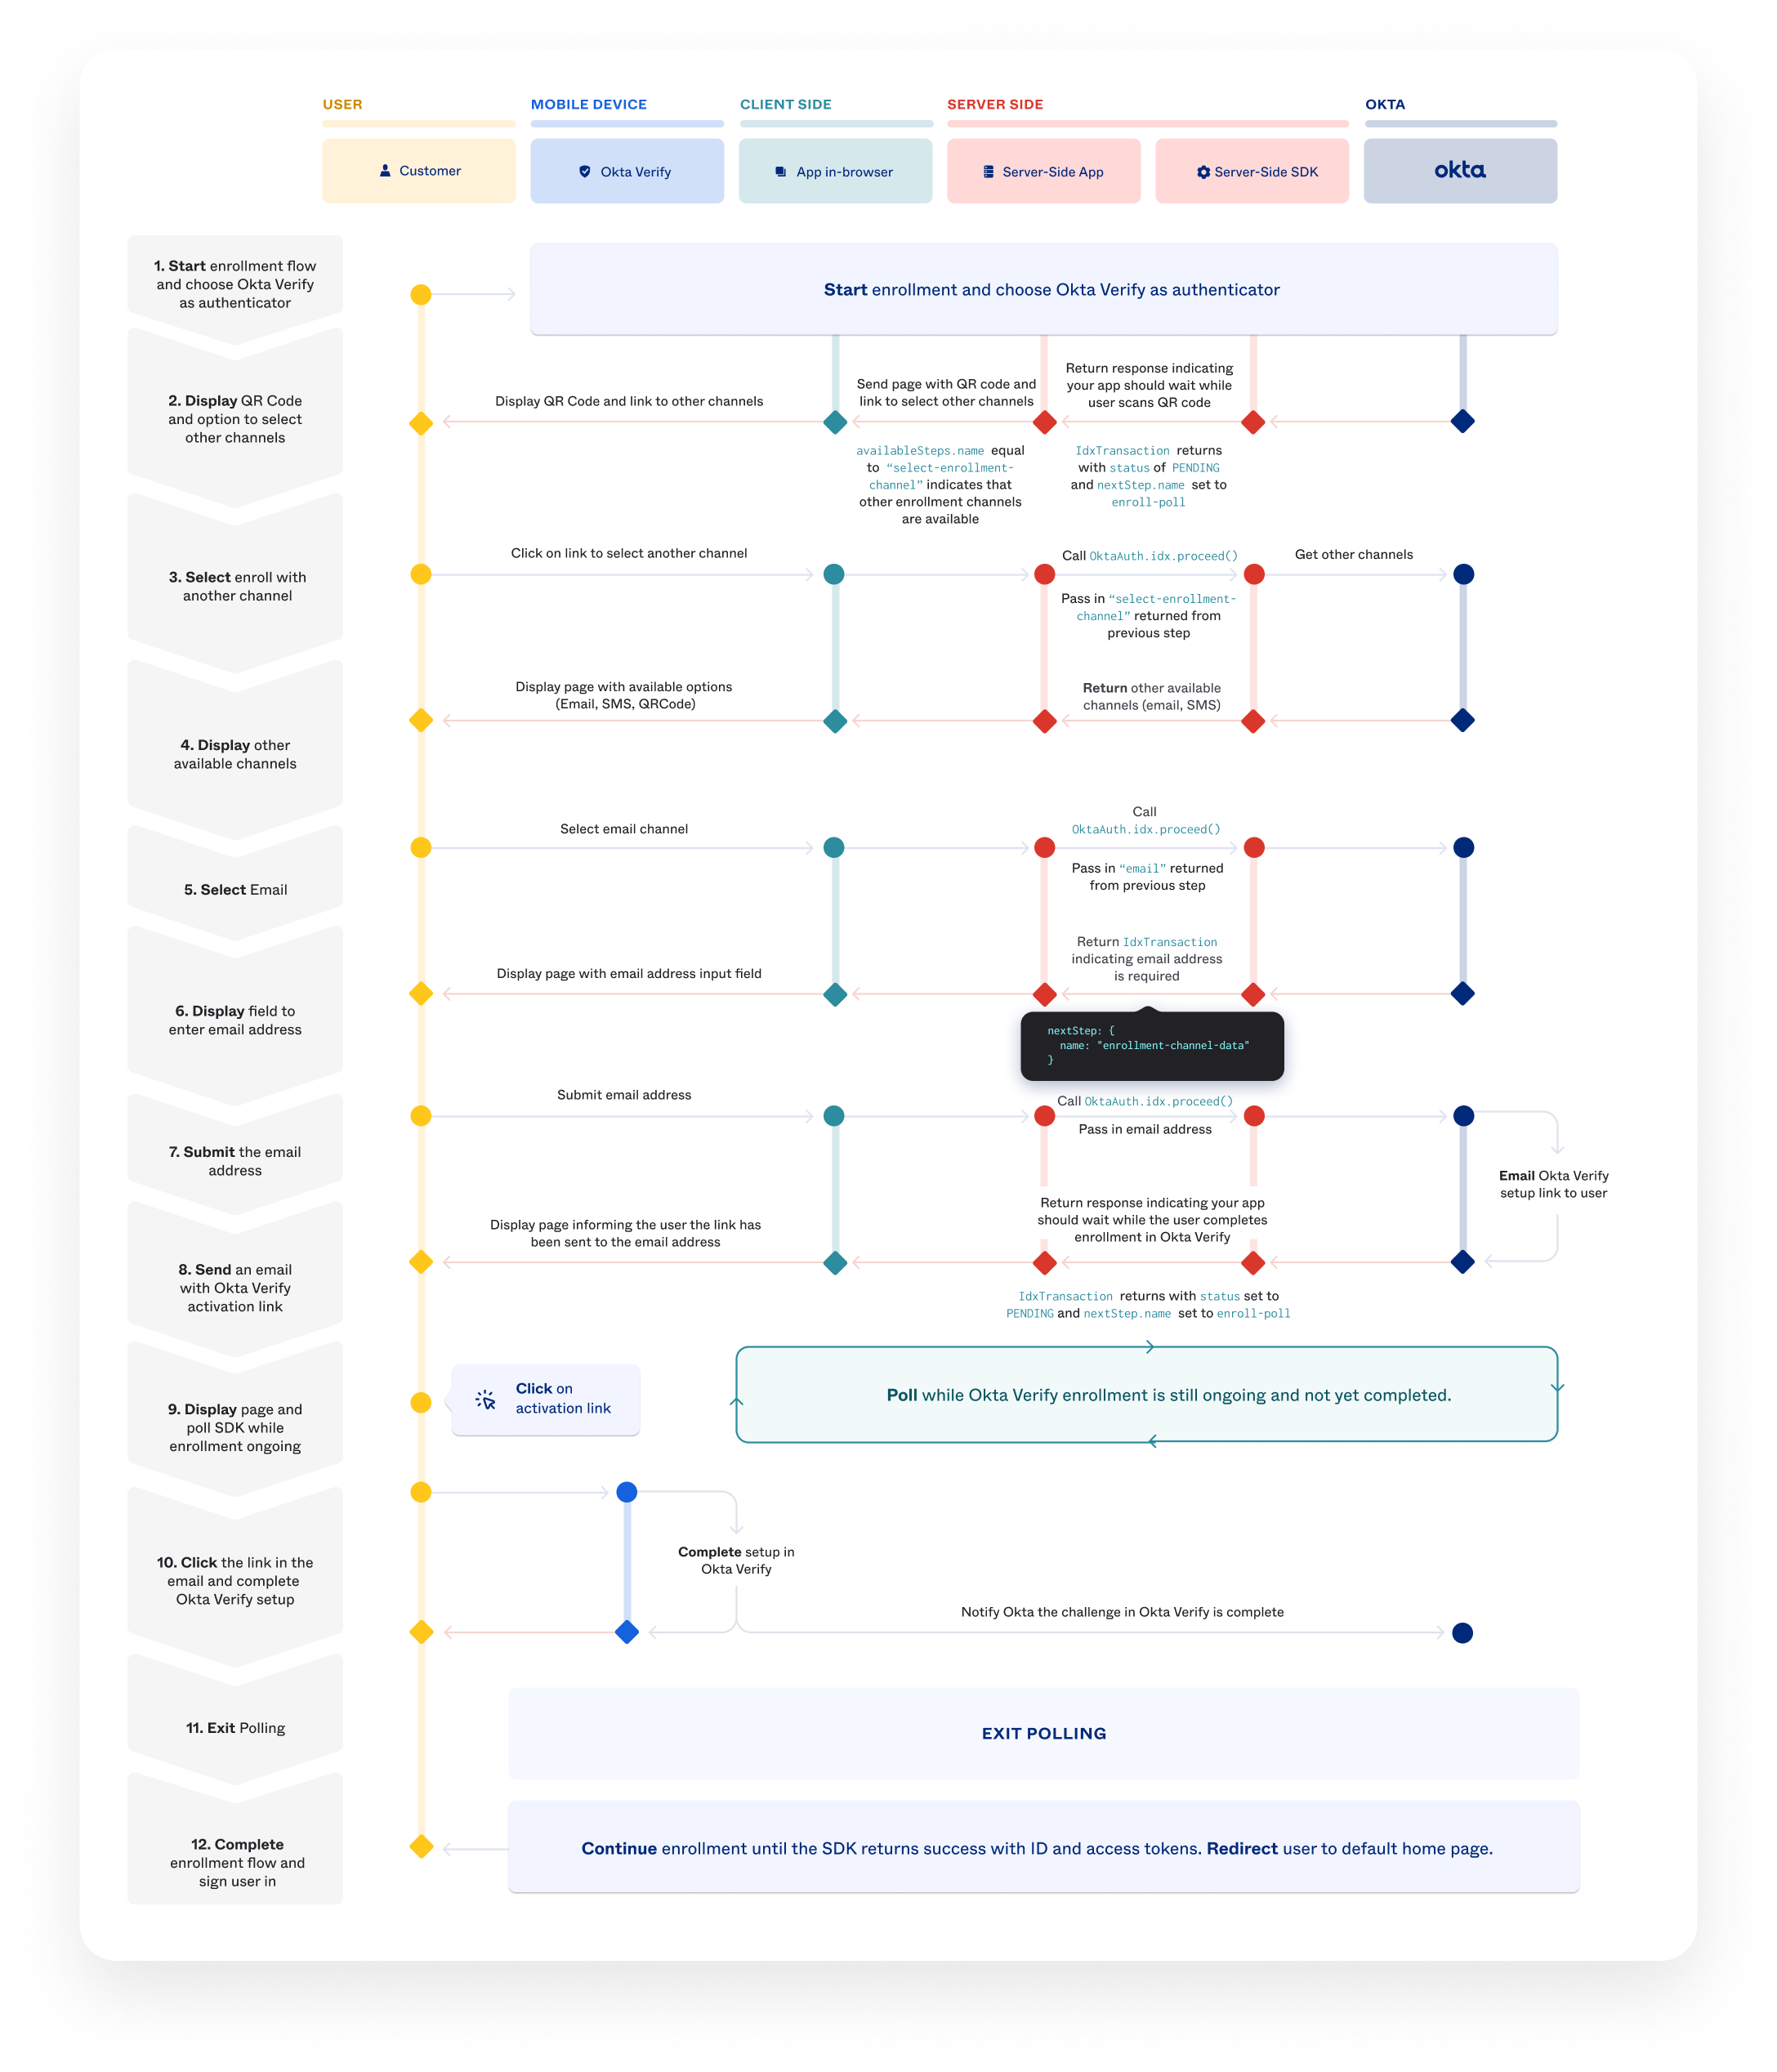 USER
MOBILE DEVICE
CLIENT SIDE
SERVER SIDE
OKTA
Customer
Okta Verify
App in-browser
Server-Side App
Server-Side SDK
okta
1. Start enrollment flow
and choose Okta Verify
as authenticator
Start enrollment and choose Okta Verify as authenticator
2. Display QR Code
and option to select
other channels
Display QR Code and link to other channels
Send page with QR code and
link to select other channels
Return response indicating
your app should wait while
user scans QR code
availableSteps.name equal
to “select-enrollment-
channel” indicates that
other enrollment channels
are available
IdxTransaction returns
with status of PENDING
and nextStep.name set to
enroll-poll
3. Select enroll with
another channel
Click on link to select another channel
Call OktaAuth.idx.proceed()
Get other channels
Pass in “select-enrollment-
channel” returned from
previous step
4. Display other
available channels
Display page with available options
(Email, SMS, QRCode)
Return other available
channels (email, SMS)
5. Select Email
Select email channel
Call
OktaAuth.idx.proceed()
Pass in “email” returned
from previous step
6. Display field to
enter email address
Display page with email address input field
Return IdxTransaction
indicating email address
is required
nextStep: {
name: "enrollment-channel-data"
}
7. Submit the email
address
Submit email address
Call OktaAuth.idx.proceed()
Pass in email address
Email Okta Verify
setup link to user
8. Send an email
with Okta Verify
activation link
Display page informing the user the link has
been sent to the email address
Return response indicating your app
should wait while the user completes
enrollment in Okta Verify
IdxTransaction returns with status set to
PENDING and nextStep.name set to enroll-poll
9. Display page and
poll SDK while
enrollment ongoing
Click on
activation link
Poll while Okta Verify enrollment is still ongoing and not yet completed.
10. Click the link in the
email and complete
Okta Verify setup
Complete setup in
Okta Verify
Notify Okta the challenge in Okta Verify is complete
11. Exit Polling
EXIT POLLING
12. Complete
enrollment flow and
sign user in
Continue enrollment until the SDK returns success with ID and access tokens. Redirect user to default home page.